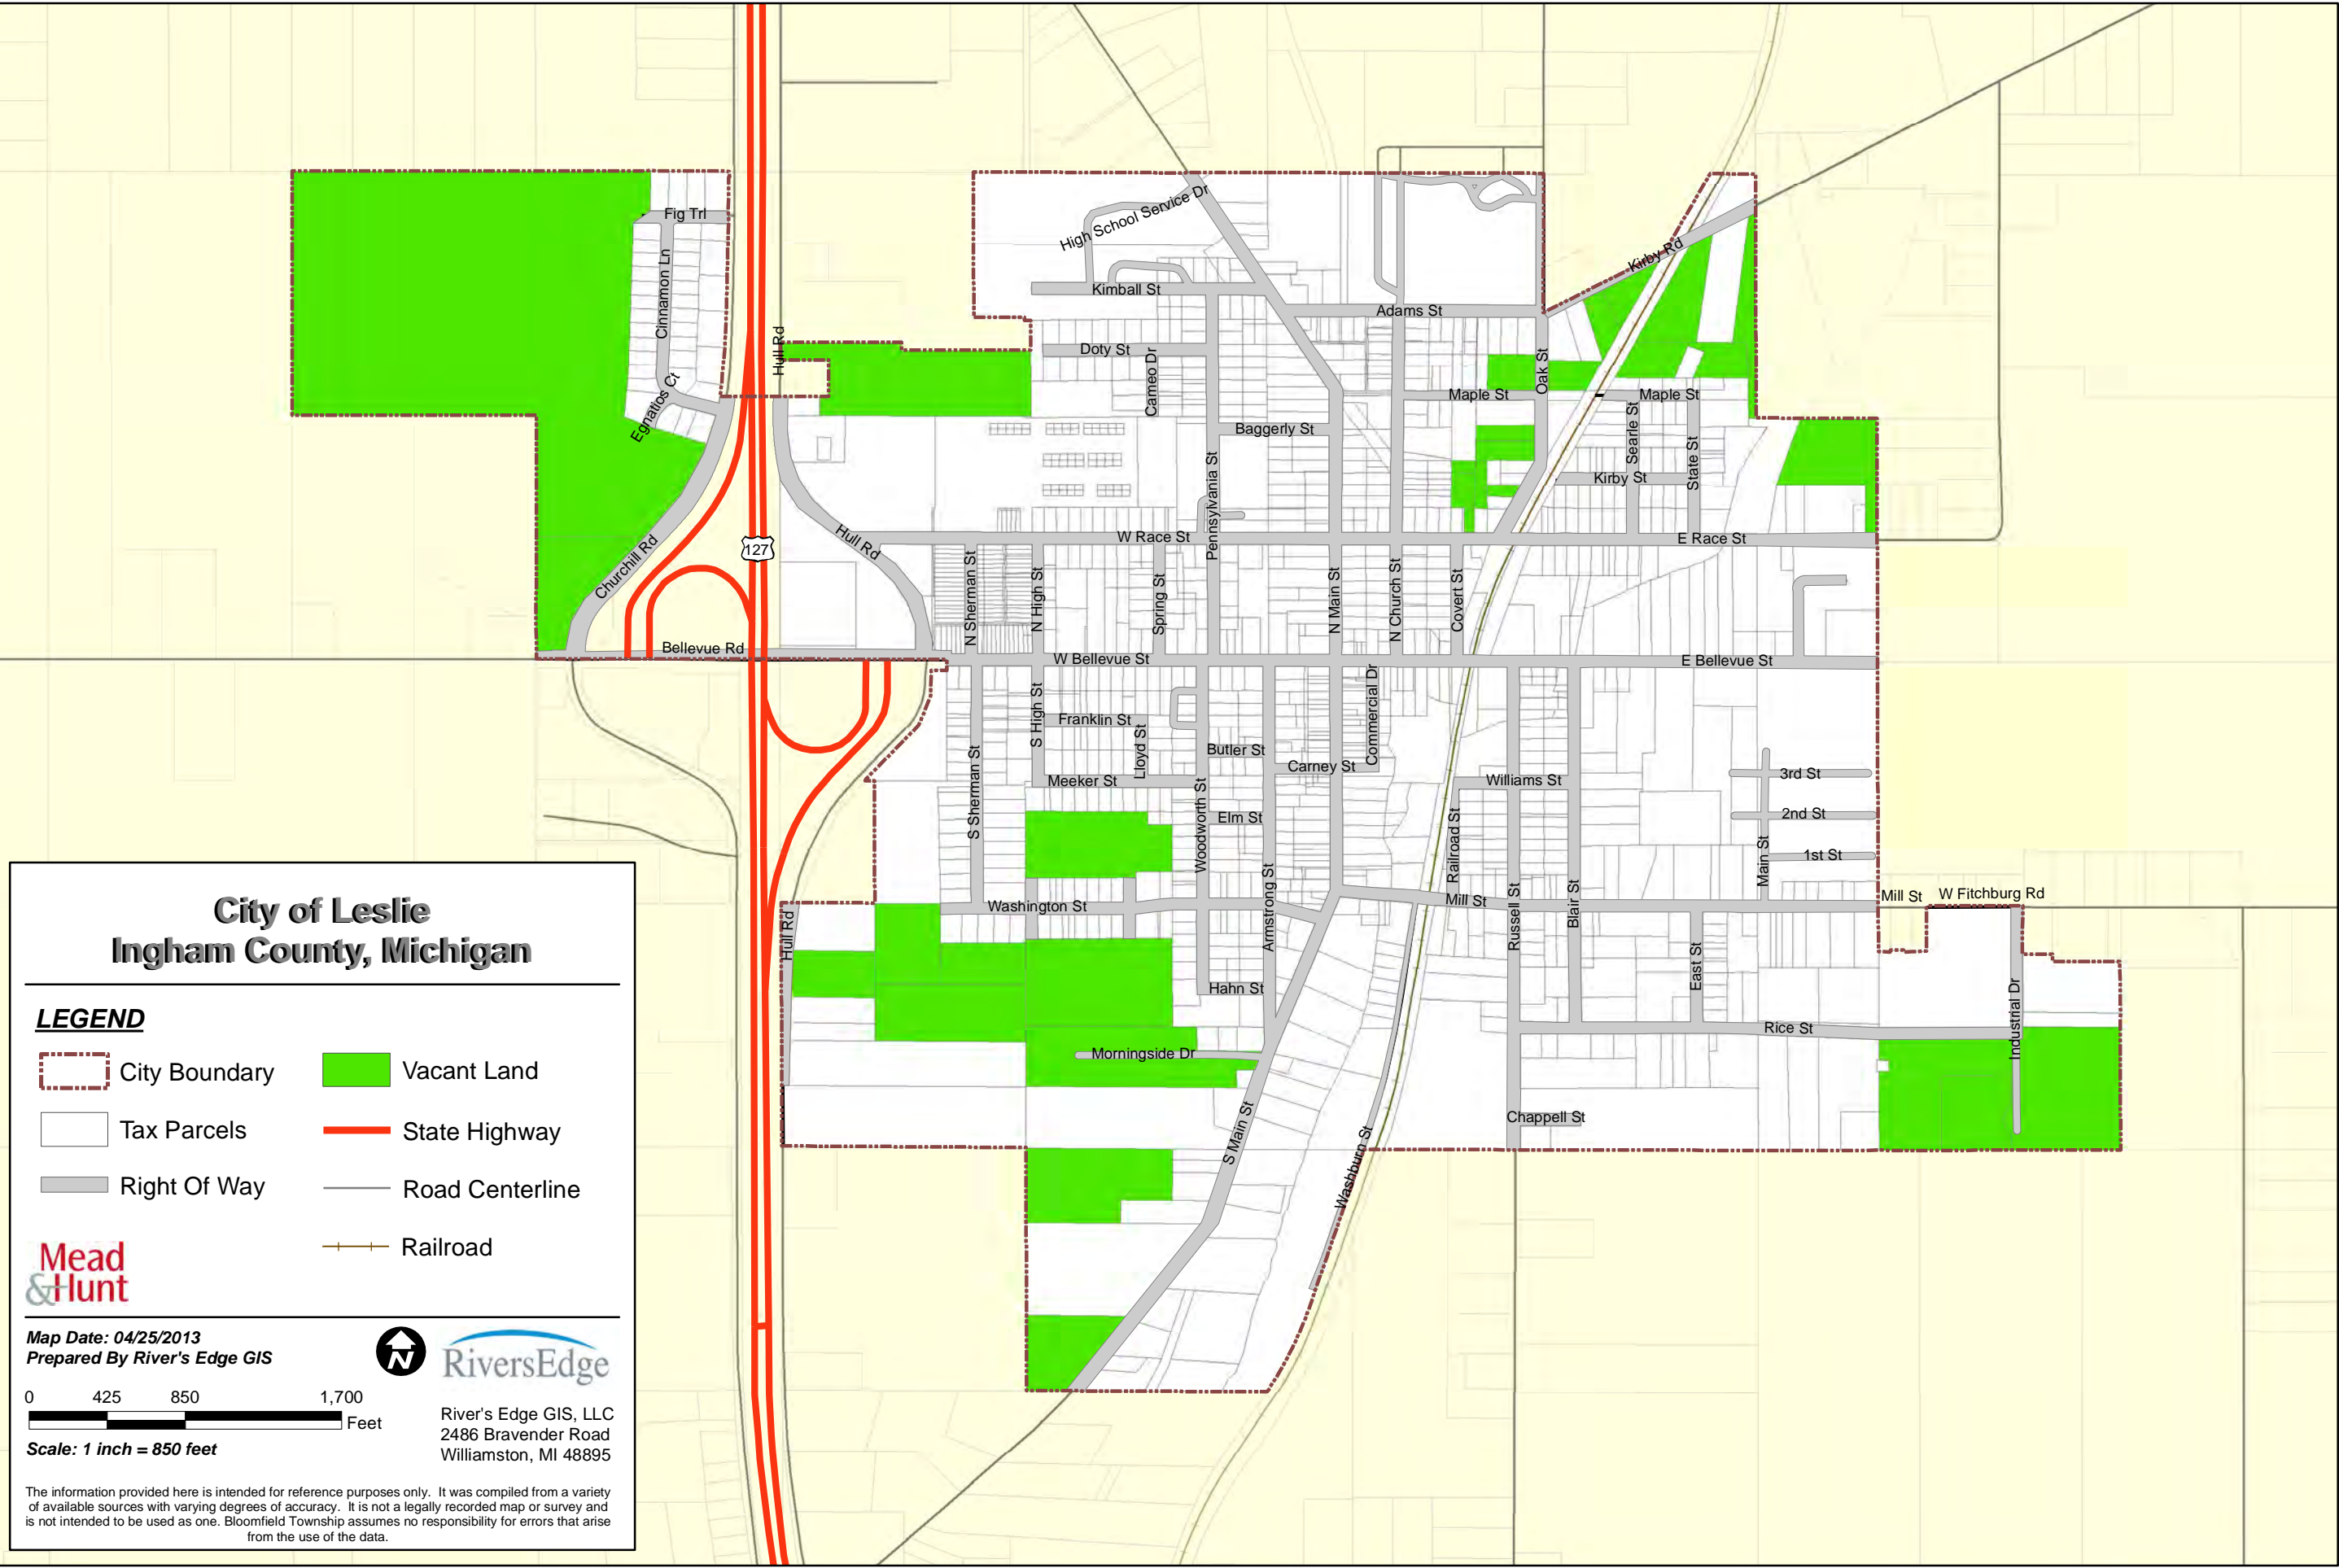 High School Service Dr
Fig Trl
Kirby Rd
Cinnamon Ln
Kimball St
Adams St
Hull Rd
Doty St
Cameo Dr
Oak St
Egnatios Ct
Maple St
Maple St
Baggerly St
Searle St
State St
Pennsylvania St
Kirby St
Hull Rd
W Race St
E Race St
127
Churchill Rd
N Sherman St
N High St
Spring St
N Main St
N Church St
Covert St
Bellevue Rd
W Bellevue St
E Bellevue St
S High St
Franklin St
Lloyd St
Commercial Dr
Butler St
Carney St
3rd St
Meeker St
Williams St
S Sherman St
Woodworth St
Elm St
Railroad St
2nd St
Main St
1st St
Mill St
W Fitchburg Rd
Washington St
Armstrong St
Mill St
Russell St
Blair St
Hull Rd
East St
Hahn St
Industrial Dr
Rice St
Morningside Dr
Chappell St
S Main St
Washburn St
City of Leslie
Ingham County, Michigan
LEGEND
City Boundary
Vacant Land
Tax Parcels
State Highway
Right Of Way
Road Centerline
Railroad
Mead
&Hunt
Map Date: 04/25/2013
Prepared By River's Edge GIS
N
RiversEdge
0 425 850 1,700
Feet
Scale: 1 inch = 850 feet
River's Edge GIS, LLC
2486 Bravender Road
Williamston, MI 48895
The information provided here is intended for reference purposes only. It was compiled from a variety
of available sources with varying degrees of accuracy. It is not a legally recorded map or survey and
is not intended to be used as one. Bloomfield Township assumes no responsibility for errors that arise
from the use of the data.